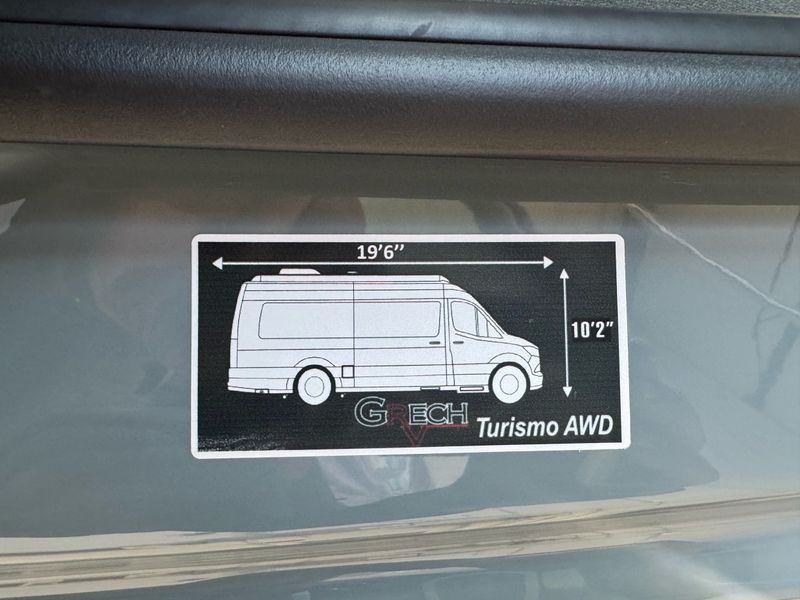 19'6''
10'2"
GRECH
RV
Turismo AWD